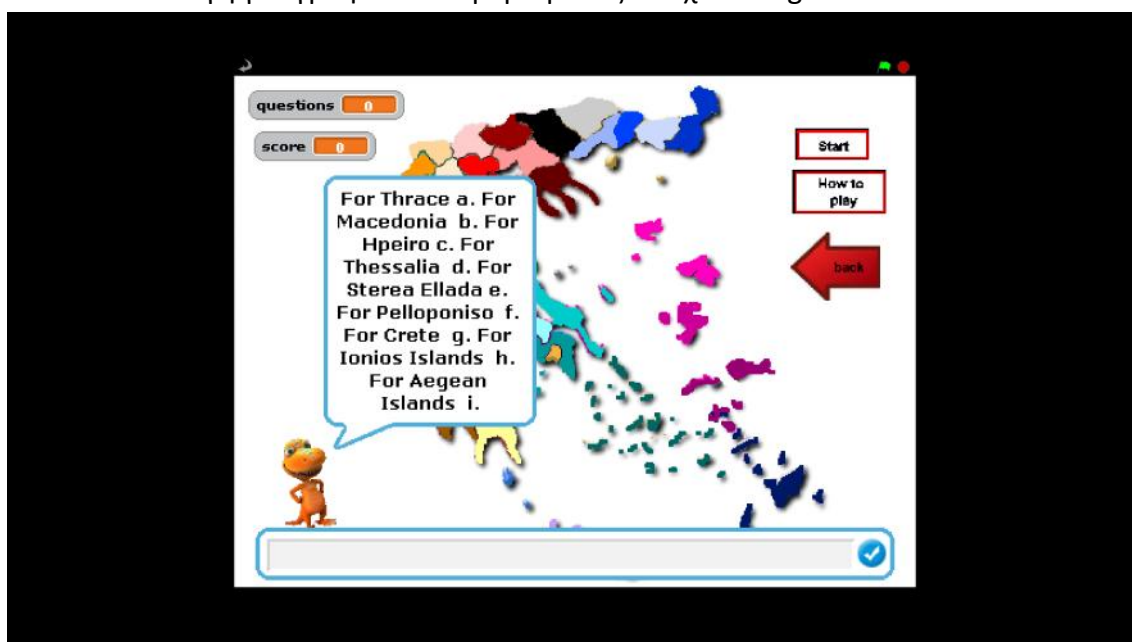 questions 0
score 0
Start
How to
play
back
For Thrace a. For
Macedonia b. For
Hpeiro c. For
Thessalia d. For
Sterea Ellada e.
For Pelloponiso f.
For Crete g. For
Ionios Islands h.
For Aegean
Islands i.